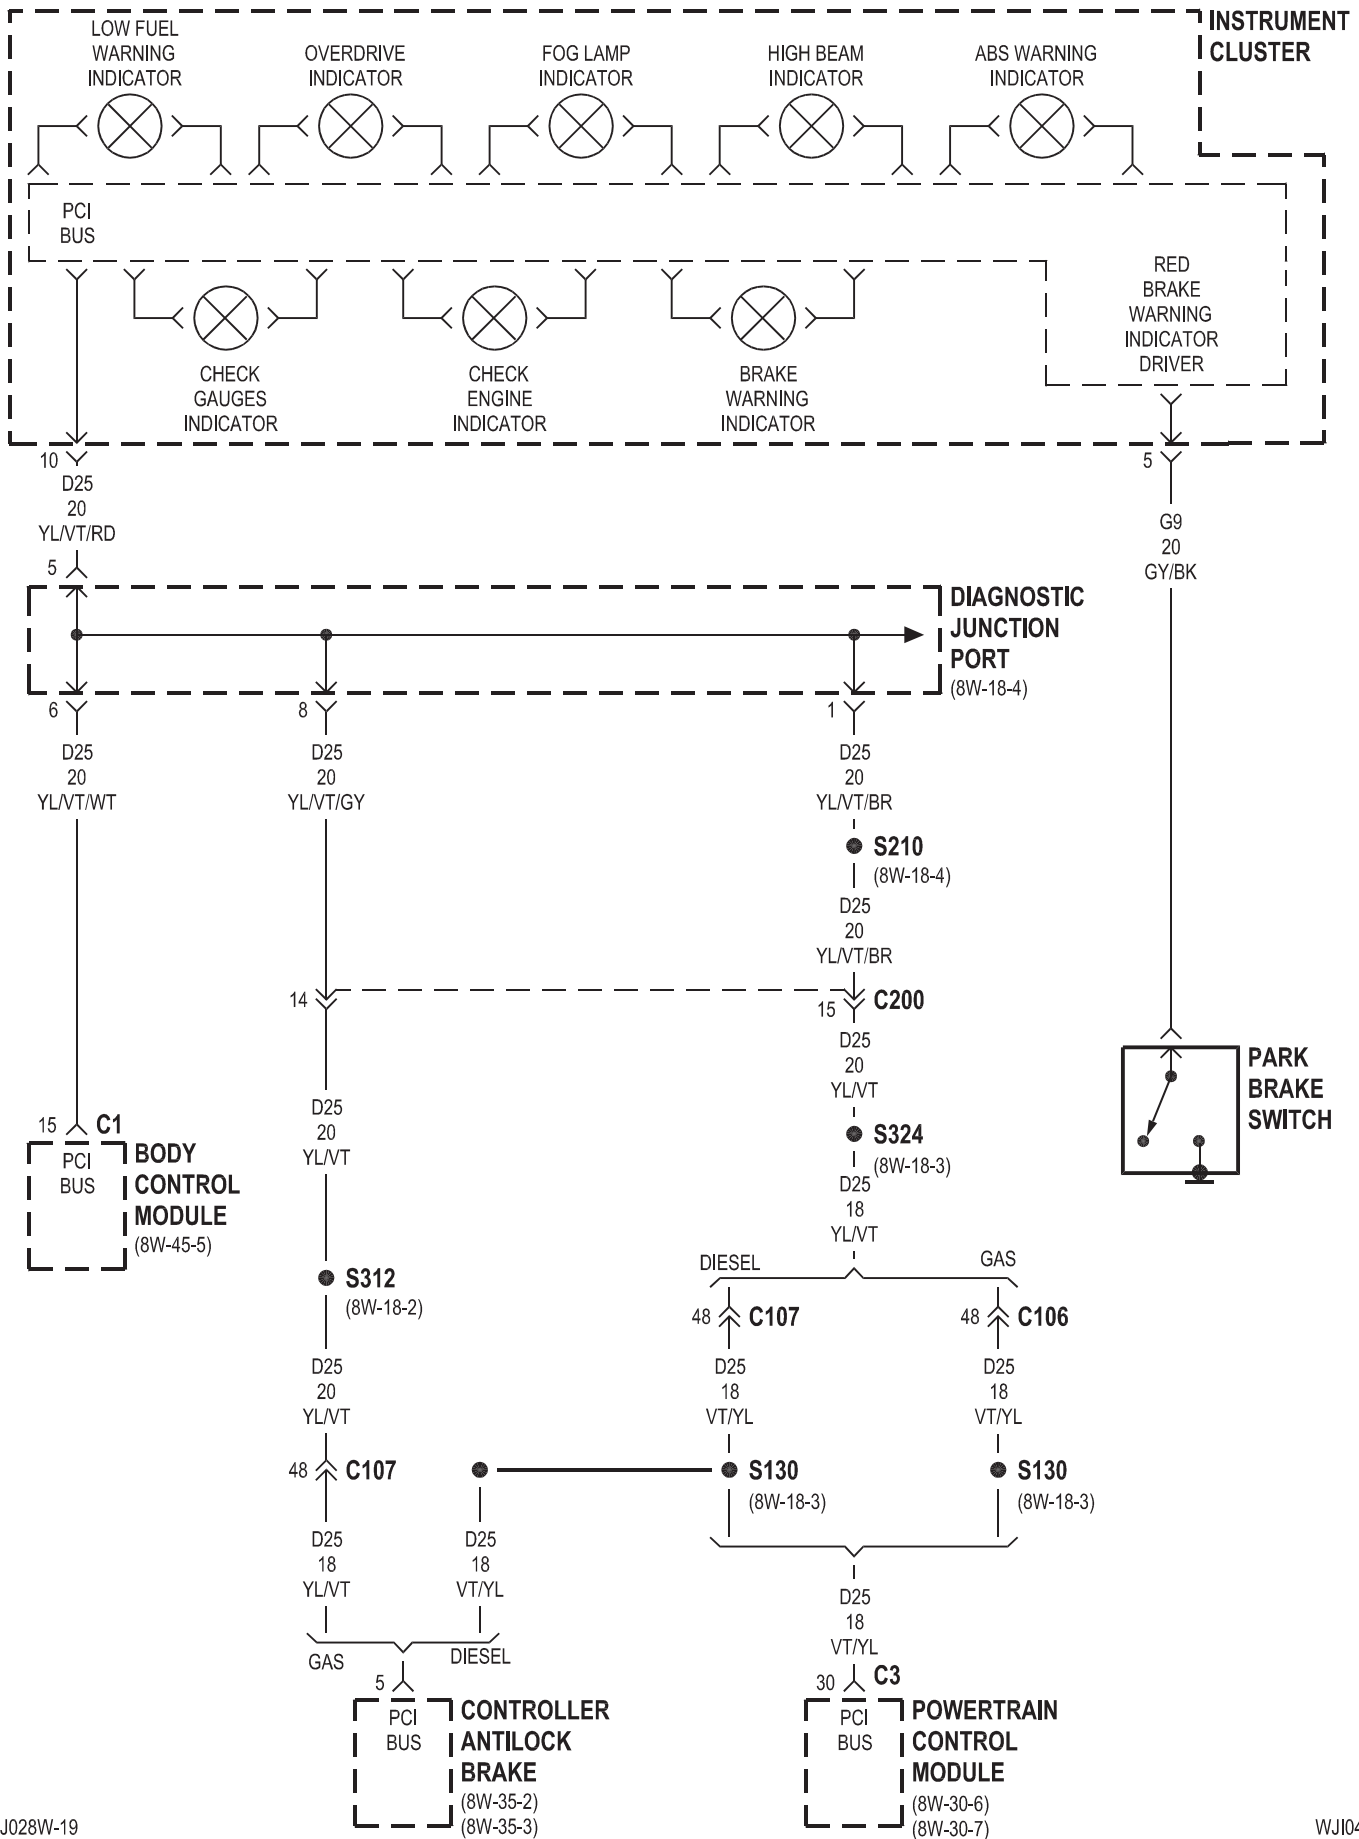 INSTRUMENT
CLUSTER
LOW FUEL
WARNING
INDICATOR
OVERDRIVE
INDICATOR
FOG LAMP
INDICATOR
HIGH BEAM
INDICATOR
ABS WARNING
INDICATOR
PCI
BUS
RED
BRAKE
WARNING
INDICATOR
DRIVER
CHECK
GAUGES
INDICATOR
CHECK
ENGINE
INDICATOR
BRAKE
WARNING
INDICATOR
10
D25
20
YL/VT/RD
5
5
G9
20
GY/BK
DIAGNOSTIC
JUNCTION
PORT
(8W-18-4)
6
D25
20
YL/VT/WT
8
D25
20
YL/VT/GY
1
D25
20
YL/VT/BR
S210
(8W-18-4)
D25
20
YL/VT/BR
14
15
C200
D25
20
YL/VT
S324
(8W-18-3)
D25
18
YL/VT
PARK
BRAKE
SWITCH
15
C1
PCI
BUS
BODY
CONTROL
MODULE
(8W-45-5)
D25
20
YL/VT
S312
(8W-18-2)
D25
20
YL/VT
DIESEL
GAS
48
C107
48
C106
D25
18
VT/YL
D25
18
VT/YL
48
C107
S130
(8W-18-3)
S130
(8W-18-3)
D25
18
YL/VT
D25
18
VT/YL
GAS
DIESEL
D25
18
VT/YL
5
30
C3
PCI
BUS
CONTROLLER
ANTILOCK
BRAKE
(8W-35-2)
(8W-35-3)
PCI
BUS
POWERTRAIN
CONTROL
MODULE
(8W-30-6)
(8W-30-7)
J028W-19
WJI04